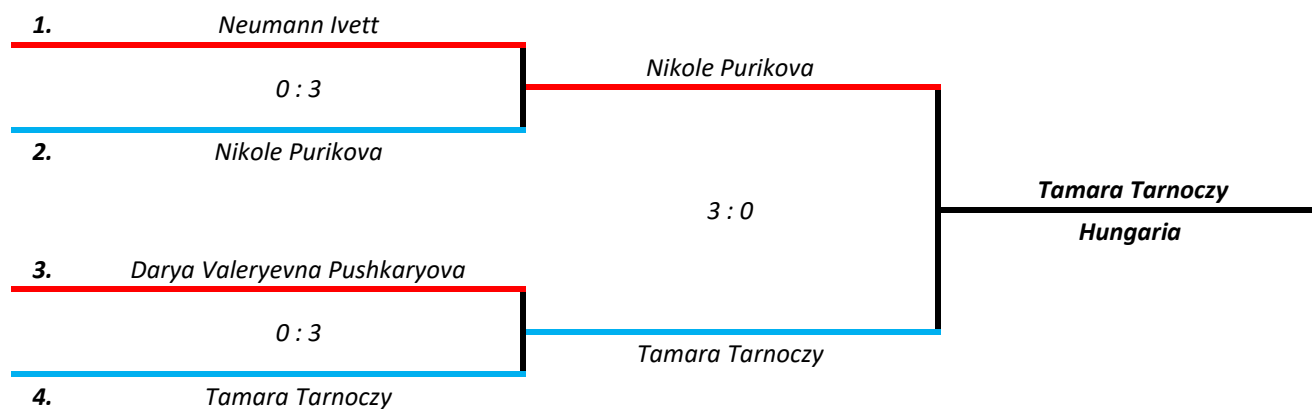 1. Neumann Ivett
0 : 3
2. Nikole Purikova
Nikole Purikova
3 : 0
Tamara Tarnoczy
Hungaria
3. Darya Valeryevna Pushkaryova
0 : 3
4. Tamara Tarnoczy
Tamara Tarnoczy